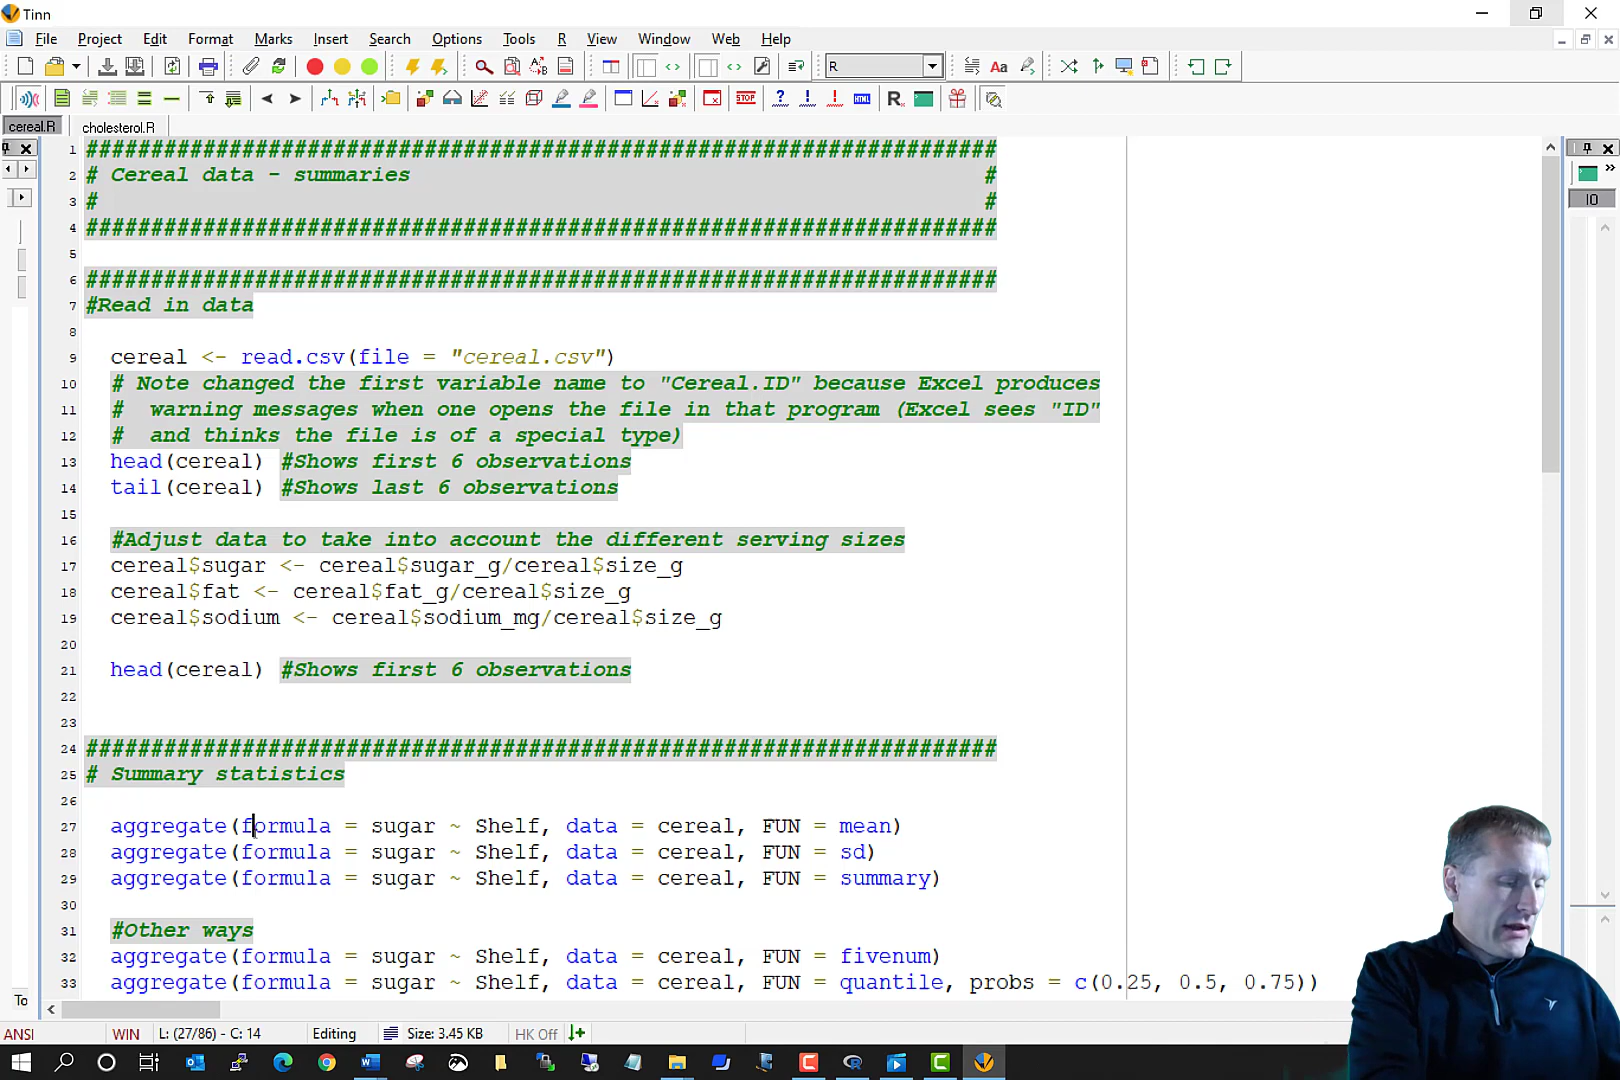 Tinn
File Project Edit Format Marks Insert Search Options Tools R View Window Web Help
R
cereal.R cholesterol.R
1 ######################################################################
2 # Cereal data - summaries #
3 # #
4 ######################################################################
5
6 ######################################################################
7 #Read in data
8
9 cereal <- read.csv(file = "cereal.csv")
10 # Note changed the first variable name to "Cereal.ID" because Excel produces
11 # warning messages when one opens the file in that program (Excel sees "ID"
12 # and thinks the file is of a special type)
13 head(cereal) #Shows first 6 observations
14 tail(cereal) #Shows last 6 observations
15
16 #Adjust data to take into account the different serving sizes
17 cereal$sugar <- cereal$sugar_g/cereal$size_g
18 cereal$fat <- cereal$fat_g/cereal$size_g
19 cereal$sodium <- cereal$sodium_mg/cereal$size_g
20
21 head(cereal) #Shows first 6 observations
22
23
24 ######################################################################
25 # Summary statistics
26
27 aggregate(formula = sugar ~ Shelf, data = cereal, FUN = mean)
28 aggregate(formula = sugar ~ Shelf, data = cereal, FUN = sd)
29 aggregate(formula = sugar ~ Shelf, data = cereal, FUN = summary)
30
31 #Other ways
32 aggregate(formula = sugar ~ Shelf, data = cereal, FUN = fivenum)
33 aggregate(formula = sugar ~ Shelf, data = cereal, FUN = quantile, probs = c(0.25, 0.5, 0.75))
IO
To
ANSI WIN L: (27/86) - C: 14 Editing Size: 3.45 KB HK Off